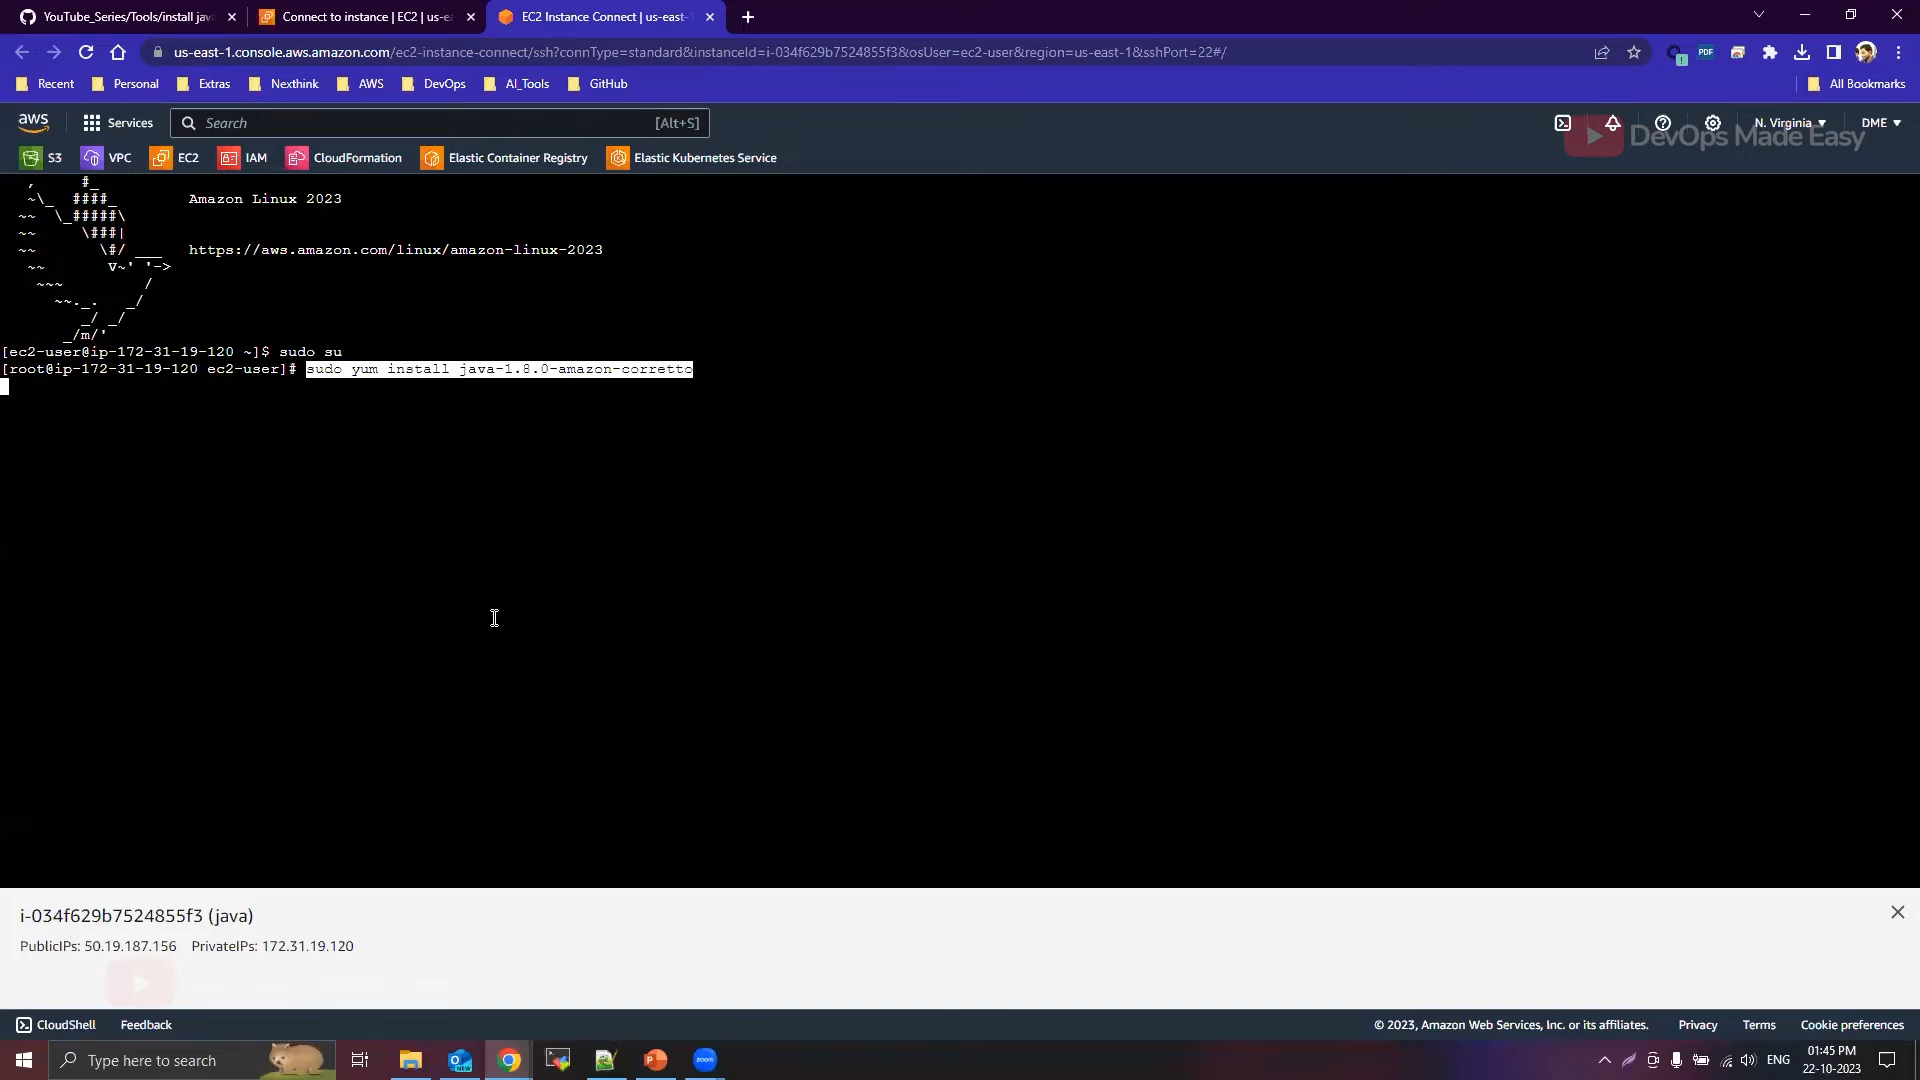 YouTube_Series/Tools/install jav
Connect to instance | EC2 | us-ea
EC2 Instance Connect | us-east-1
us-east-1.console.aws.amazon.com/ec2-instance-connect/ssh?connType=standard&instanceId=i-034f629b7524855f3&osUser=ec2-user&region=us-east-1&sshPort=22#/
PDF
Recent
Personal
Extras
Nexthink
AWS
DevOps
AI_Tools
GitHub
All Bookmarks
aws
Services
Search
[Alt+S]
N. Virginia
DME
DevOps Made Easy
S3
VPC
EC2
IAM
CloudFormation
Elastic Container Registry
Elastic Kubernetes Service
   ,     #_
   ~\_  ####_        Amazon Linux 2023
  ~~  \_#####\
  ~~     \###|
  ~~       \#/ ___   https://aws.amazon.com/linux/amazon-linux-2023
   ~~       V~' '->
    ~~~         /
      ~~._.   _/
         _/ _/
       _/m/'
[ec2-user@ip-172-31-19-120 ~]$ sudo su
[root@ip-172-31-19-120 ec2-user]# sudo yum install java-1.8.0-amazon-corretto
i-034f629b7524855f3 (java)
PublicIPs: 50.19.187.156 PrivateIPs: 172.31.19.120
CloudShell
Feedback
© 2023, Amazon Web Services, Inc. or its affiliates.
Privacy
Terms
Cookie preferences
Type here to search
NEW
zoom
ENG
01:45 PM
22-10-2023